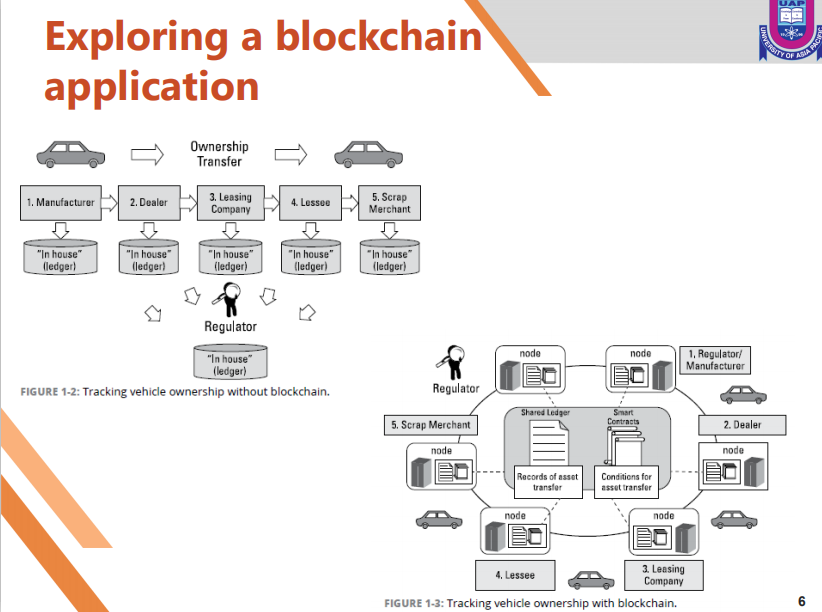 Exploring a blockchain
application
UAP
UNIVERSITY OF ASIA PACIFIC
Ownership
Transfer
1. Manufacturer
2. Dealer
3. Leasing
Company
4. Lessee
5. Scrap
Merchant
"In house"
(ledger)
"In house"
(ledger)
"In house"
(ledger)
"In house"
(ledger)
"In house"
(ledger)
Regulator
"In house"
(ledger)
FIGURE 1-2: Tracking vehicle ownership without blockchain.
Regulator
node
node
1, Regulator/
Manufacturer
5. Scrap Merchant
Shared Ledger
Smart
Contracts
2. Dealer
node
node
Records of asset
transfer
Conditions for
asset transfer
node
node
4. Lessee
3. Leasing
Company
FIGURE 1-3: Tracking vehicle ownership with blockchain.
6